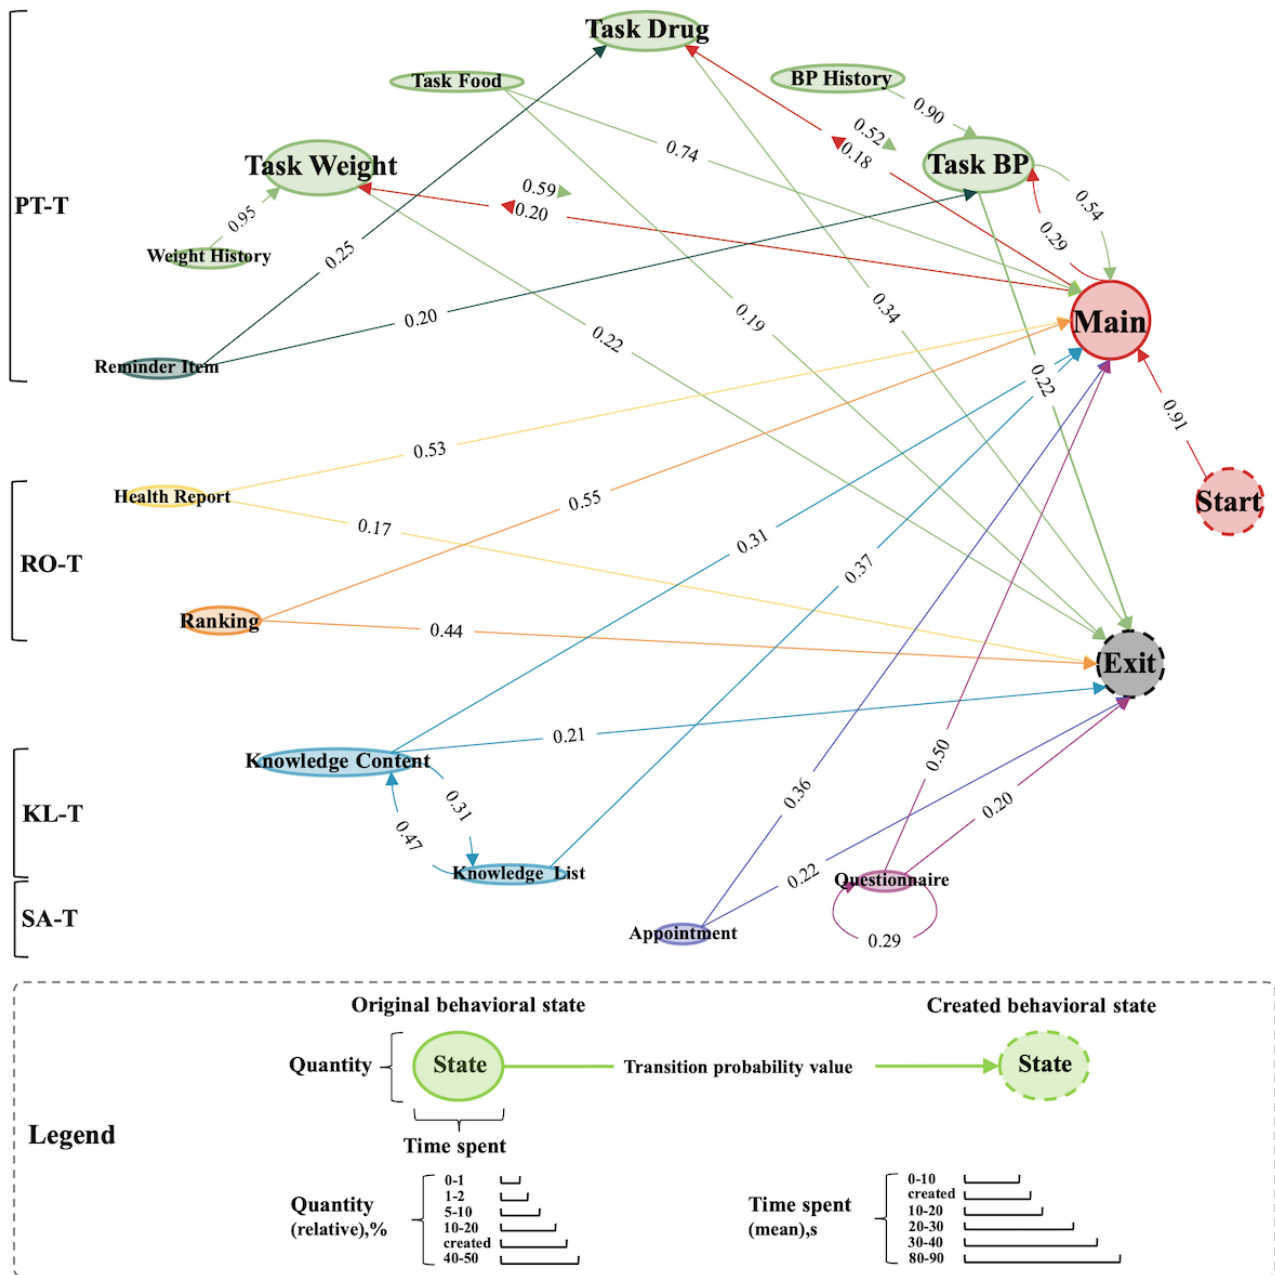 Task Drug
Task Food
BP History
0.90
0.52
0.18
0.74
Task Weight
Task BP
0.59
0.20
0.54
PT-T
0.95
0.29
Weight History
0.25
0.20
0.19
0.34
Main
0.22
Reminder Item
0.22
0.91
0.53
Health Report
0.55
Start
0.17
0.31
RO-T
0.37
Ranking
0.44
Exit
0.21
0.50
Knowledge Content
0.31
0.36
0.20
KL-T
0.47
Knowledge List
0.22
Questionnaire
SA-T
Appointment
0.29
Original behavioral state
Created behavioral state
Quantity
State
Transition probability value
State
Legend
Time spent
Quantity
(relative),%
0-1
1-2
5-10
10-20
created
40-50
Time spent
(mean),s
0-10
created
10-20
20-30
30-40
80-90